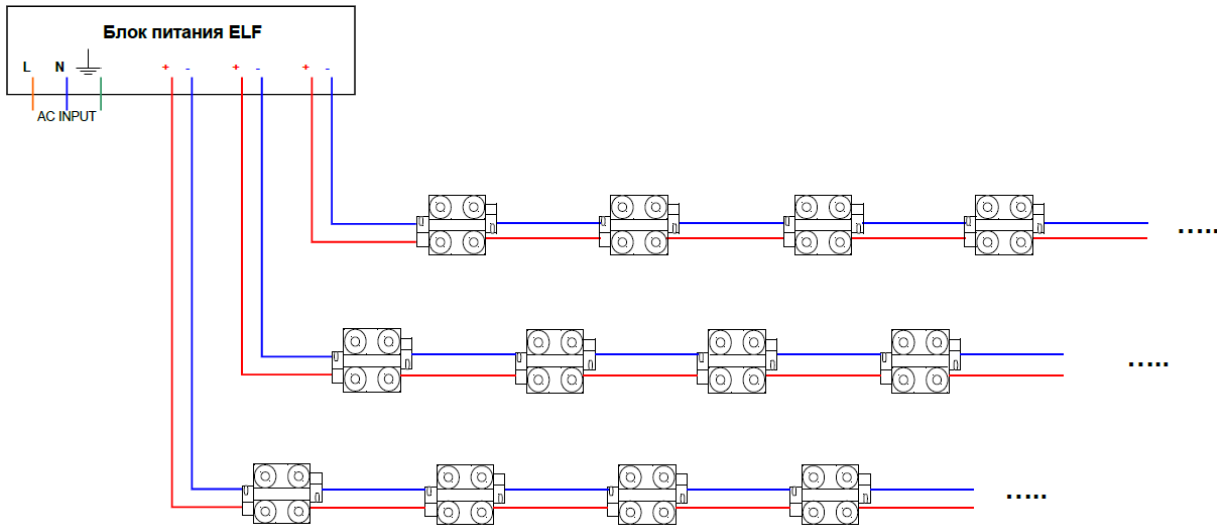 Блок питания ELF
L N + - + - + -
AC INPUT
.....
.....
.....